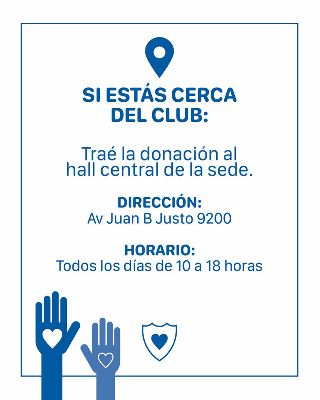 SI ESTÁS CERCA
DEL CLUB:
Traé la donación al
hall central de la sede.
DIRECCIÓN:
Av Juan B Justo 9200
HORARIO:
Todos los días de 10 a 18 horas